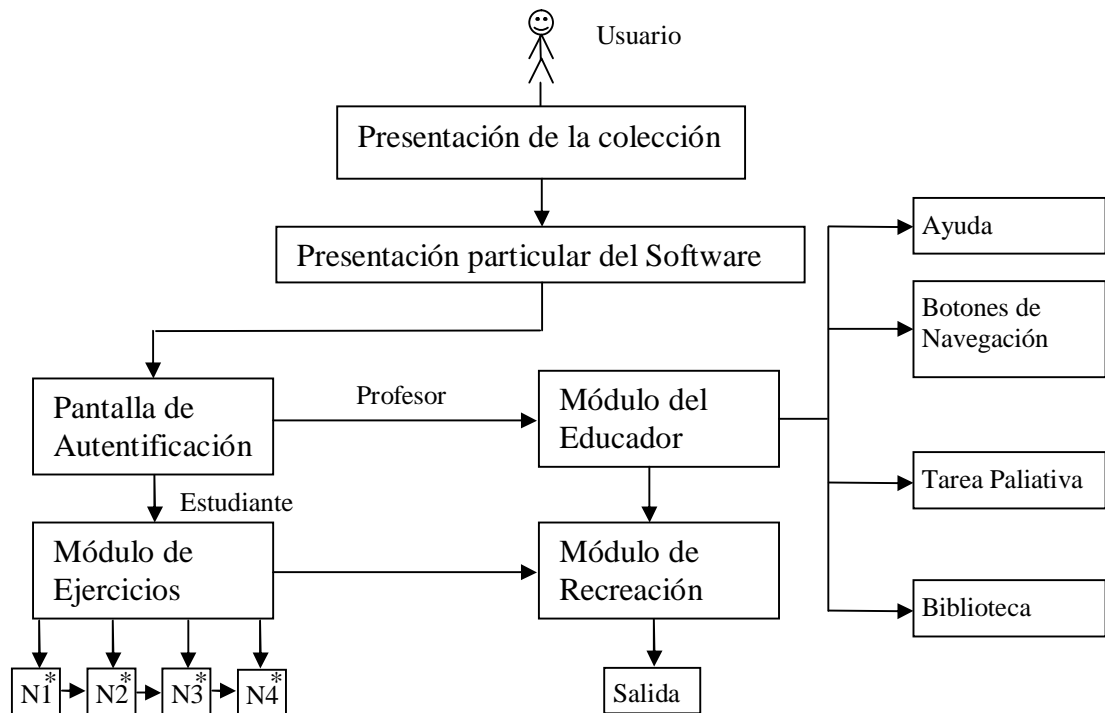 Usuario
Presentación de la colección
Presentación particular del Software
Ayuda
Botones de
Navegación
Pantalla de
Autentificación
Profesor
Módulo del
Educador
Tarea Paliativa
Estudiante
Módulo de
Ejercicios
Módulo de
Recreación
Biblioteca
N1*
N2*
N3*
N4*
Salida